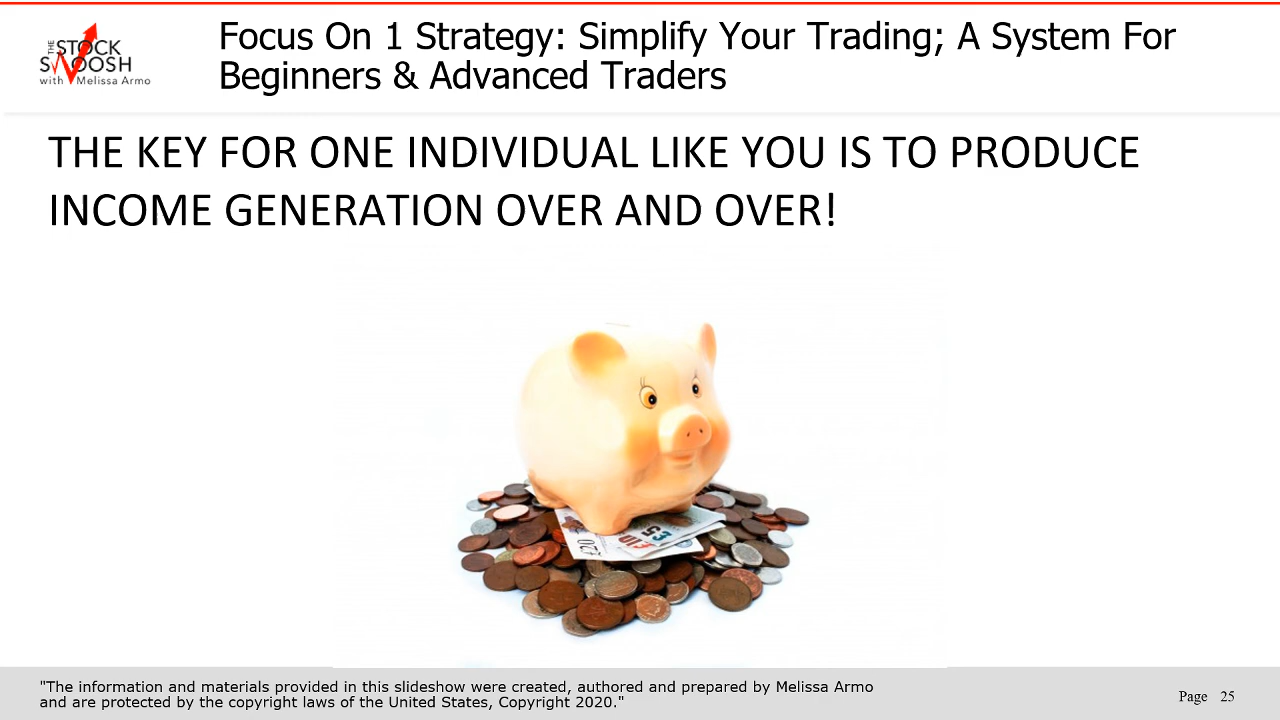 THE
STOCK
SWOOSH
with Melissa Armo
Focus On 1 Strategy: Simplify Your Trading; A System For
Beginners & Advanced Traders
THE KEY FOR ONE INDIVIDUAL LIKE YOU IS TO PRODUCE
INCOME GENERATION OVER AND OVER!
£5
£10
£20
"The information and materials provided in this slideshow were created, authored and prepared by Melissa Armo
and are protected by the copyright laws of the United States, Copyright 2020."
Page 25